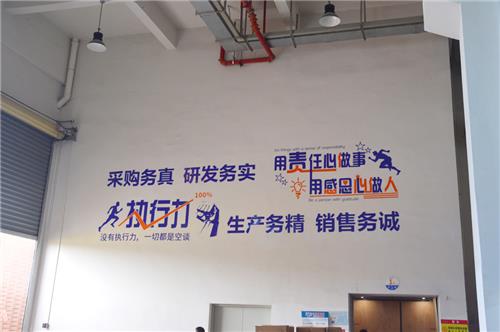 采购务真 研发务实
Do things with a sense of responsibility
用责任心做事
用感恩心做人
Be a person with gratitude
100%
执行力
没有执行力，一切都是空谈
生产务精 销售务诚